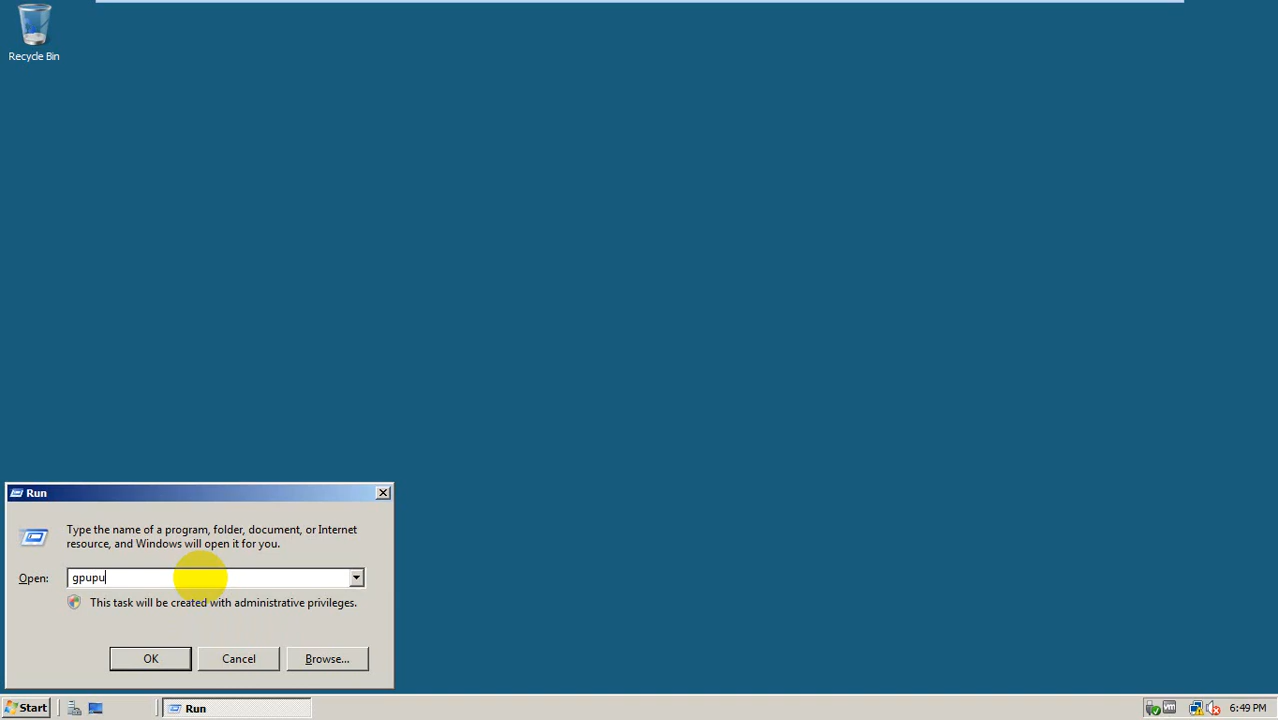 Recycle Bin
Run
Type the name of a program, folder, document, or Internet
resource, and Windows will open it for you.
Open:
gpupu
This task will be created with administrative privileges.
OK
Cancel
Browse...
Start
Run
vm
6:49 PM